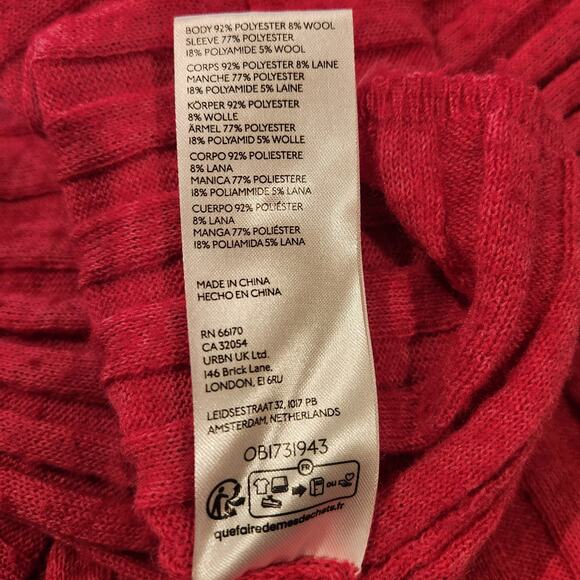 BODY 92% POLYESTER 8% WOOL
SLEEVE 77% POLYESTER
18% POLYAMIDE 5% WOOL
CORPS 92% POLYESTER 8% LAINE
MANCHE 77% POLYESTER
18% POLYAMIDE 5% LAINE
KÖRPER 92% POLYESTER
8% WOLLE
ÄRMEL 77% POLYESTER
18% POLYAMID 5% WOLLE
CORPO 92% POLIESTERE
8% LANA
MANICA 77% POLIESTERE
18% POLIAMMIDE 5% LANA
CUERPO 92% POLIÉSTER
8% LANA
MANGA 77% POLIÉSTER
18% POLIAMIDA 5% LANA
MADE IN CHINA
HECHO EN CHINA
RN 66170
CA 32054
URBN UK Ltd.
146 Brick Lane,
LONDON, E1 6RU
LEIDSESTRAAT 32, 1017 PB
AMSTERDAM, NETHERLANDS
OB1731943
FR
OU
quefairedemesdechets.fr